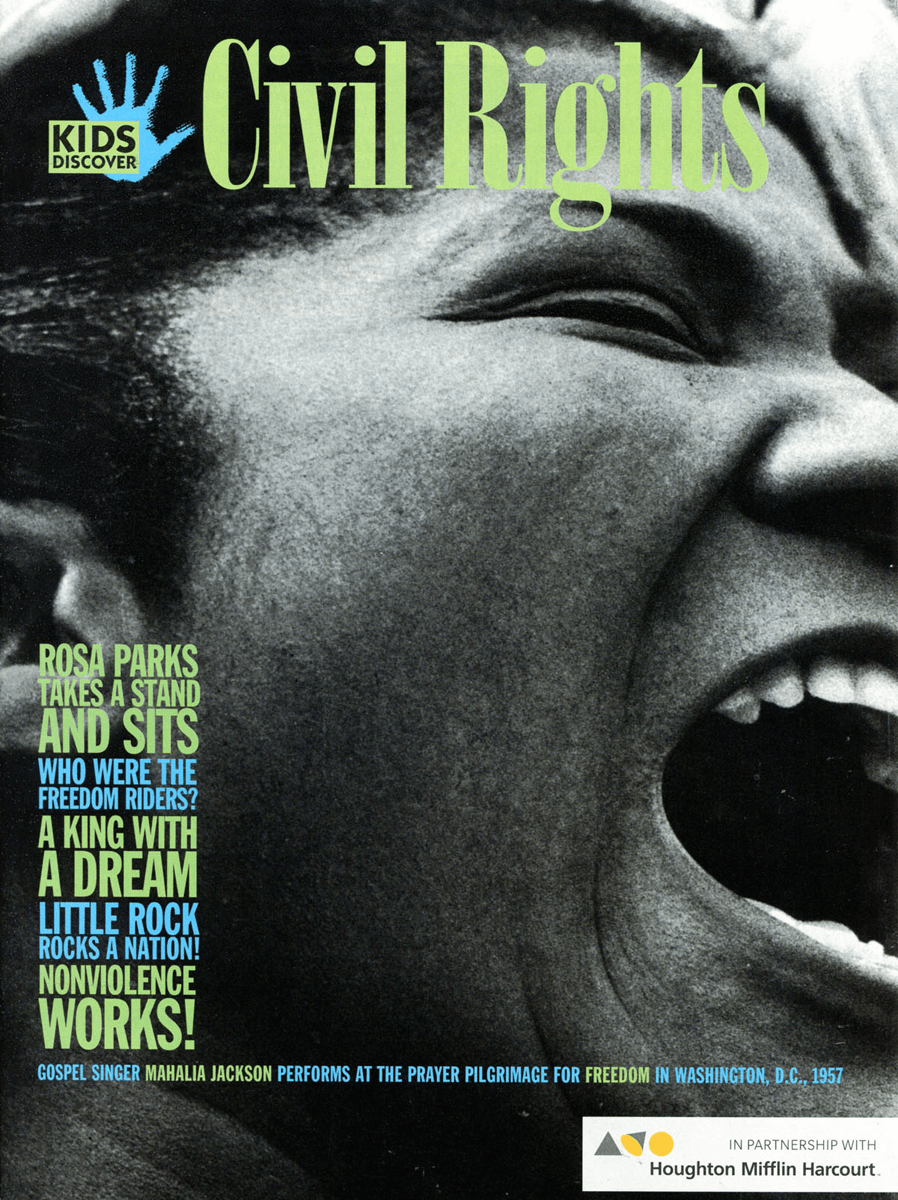 KIDS
DISCOVER
Civil Rights
ROSA PARKS
TAKES A STAND
AND SITS
WHO WERE THE
FREEDOM RIDERS?
A KING WITH
A DREAM
LITTLE ROCK
ROCKS A NATION!
NONVIOLENCE
WORKS!
GOSPEL SINGER MAHALIA JACKSON PERFORMS AT THE PRAYER PILGRIMAGE FOR FREEDOM IN WASHINGTON, D.C., 1957
IN PARTNERSHIP WITH
Houghton Mifflin Harcourt